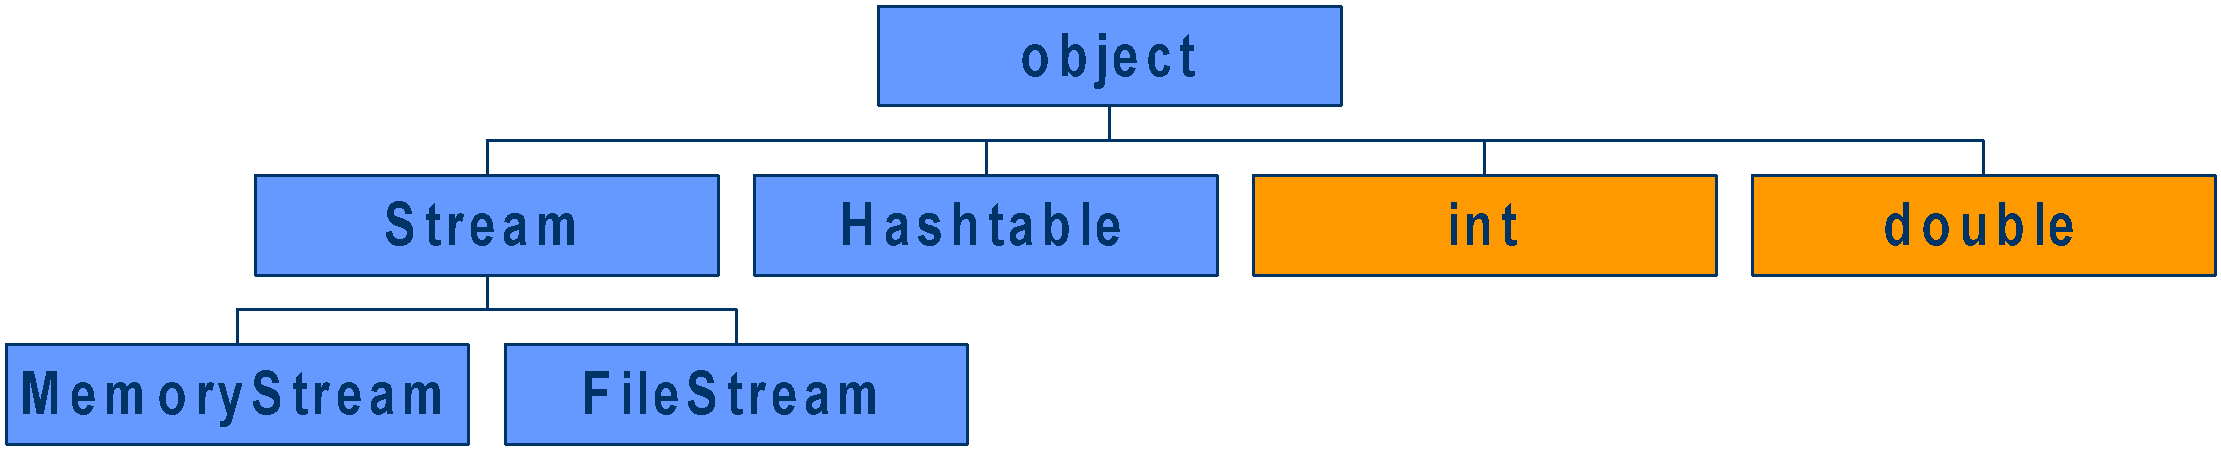 object
Stream
Hashtable
int
double
MemoryStream
FileStream